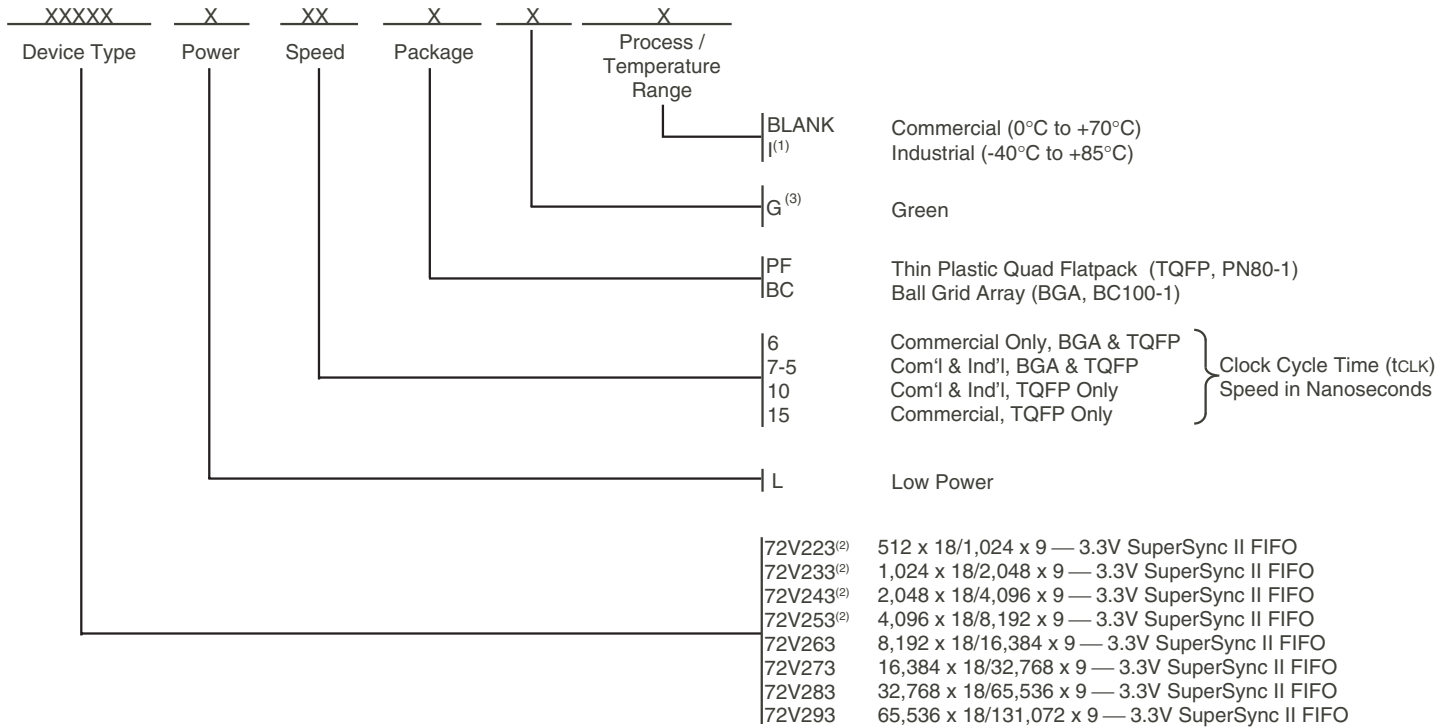 XXXXX X XX X X X
Device Type Power Speed Package Process /
Temperature
Range
BLANK Commercial (0°C to +70°C)
I(1) Industrial (-40°C to +85°C)
G (3) Green
PF Thin Plastic Quad Flatpack (TQFP, PN80-1)
BC Ball Grid Array (BGA, BC100-1)
6 Commercial Only, BGA & TQFP
7-5 Com'l & Ind'l, BGA & TQFP Clock Cycle Time (tCLK)
10 Com'l & Ind'l, TQFP Only Speed in Nanoseconds
15 Commercial, TQFP Only
L Low Power
72V223(2) 512 x 18/1,024 x 9 — 3.3V SuperSync II FIFO
72V233(2) 1,024 x 18/2,048 x 9 — 3.3V SuperSync II FIFO
72V243(2) 2,048 x 18/4,096 x 9 — 3.3V SuperSync II FIFO
72V253(2) 4,096 x 18/8,192 x 9 — 3.3V SuperSync II FIFO
72V263 8,192 x 18/16,384 x 9 — 3.3V SuperSync II FIFO
72V273 16,384 x 18/32,768 x 9 — 3.3V SuperSync II FIFO
72V283 32,768 x 18/65,536 x 9 — 3.3V SuperSync II FIFO
72V293 65,536 x 18/131,072 x 9 — 3.3V SuperSync II FIFO